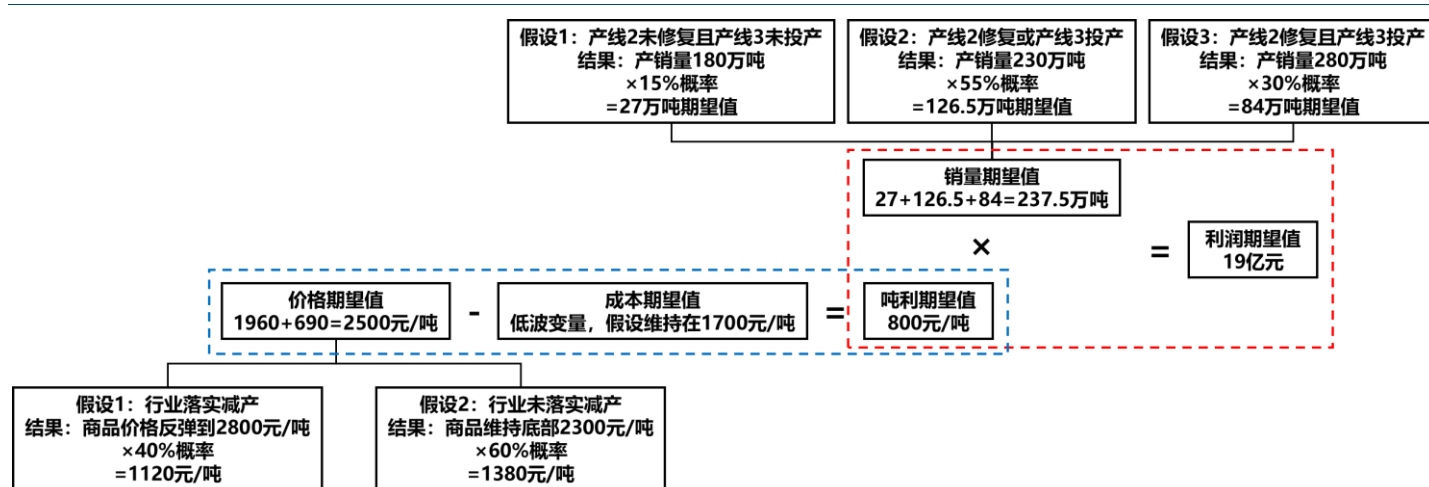 假设1：产线2未修复且产线3未投产
结果：产销量180万吨
×15%概率
=27万吨期望值
假设2：产线2修复或产线3投产
结果：产销量230万吨
×55%概率
=126.5万吨期望值
假设3：产线2修复且产线3投产
结果：产销量280万吨
×30%概率
=84万吨期望值
销量期望值
27+126.5+84=237.5万吨
×
=
利润期望值
19亿元
价格期望值
1960+690=2500元/吨
-
成本期望值
低波变量，假设维持在1700元/吨
=
吨利期望值
800元/吨
假设1：行业落实减产
结果：商品价格反弹到2800元/吨
×40%概率
=1120元/吨
假设2：行业未落实减产
结果：商品维持底部2300元/吨
×60%概率
=1380元/吨